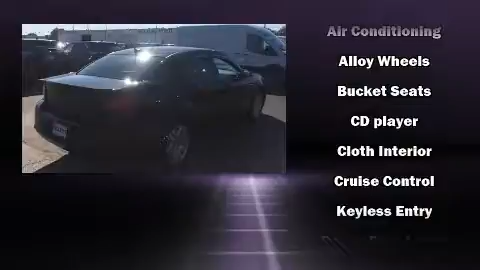 Air Conditioning
Alloy Wheels
Bucket Seats
CD player
Cloth Interior
Cruise Control
Keyless Entry